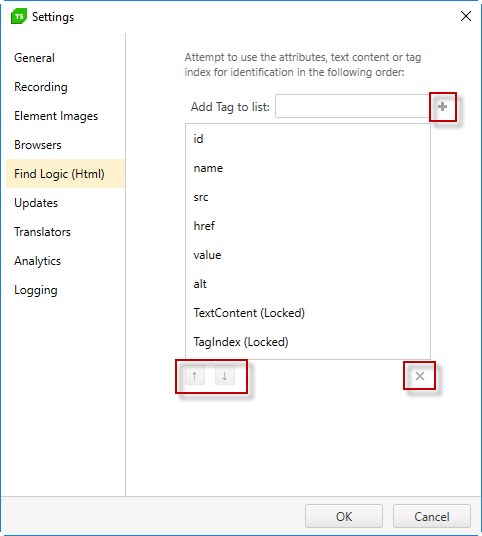 TS Settings
General
Recording
Element Images
Browsers
Find Logic (Html)
Updates
Translators
Analytics
Logging
Attempt to use the attributes, text content or tag
index for identification in the following order:
Add Tag to list:
id
name
src
href
value
alt
TextContent (Locked)
TagIndex (Locked)
OK
Cancel